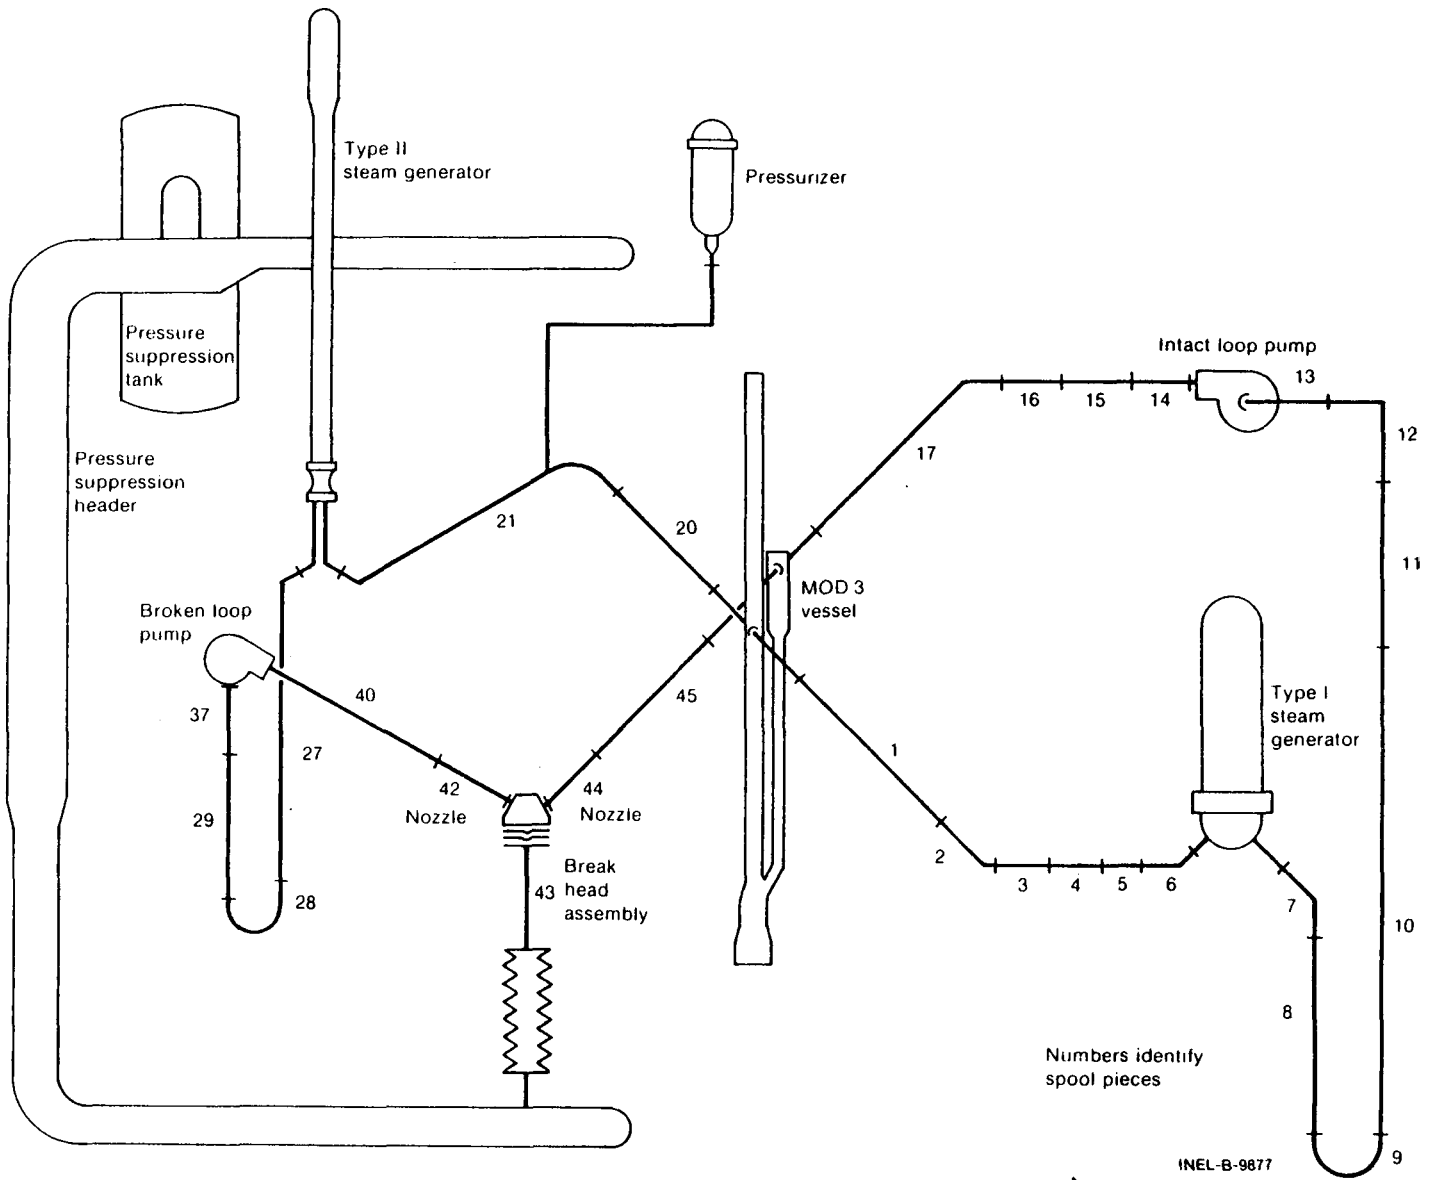 Type II
steam generator
Pressurizer
Pressure
suppression
tank
Intact loop pump
13
16
15
14
12
17
Pressure
suppression
header
21
20
11
MOD 3
vessel
Broken loop
pump
40
45
37
27
Type I
steam
generator
1
42
44
Nozzle
Nozzle
29
2
Break
head
assembly
43
28
3
4
5
6
7
10
8
Numbers identify
spool pieces
9
INEL-B-9877